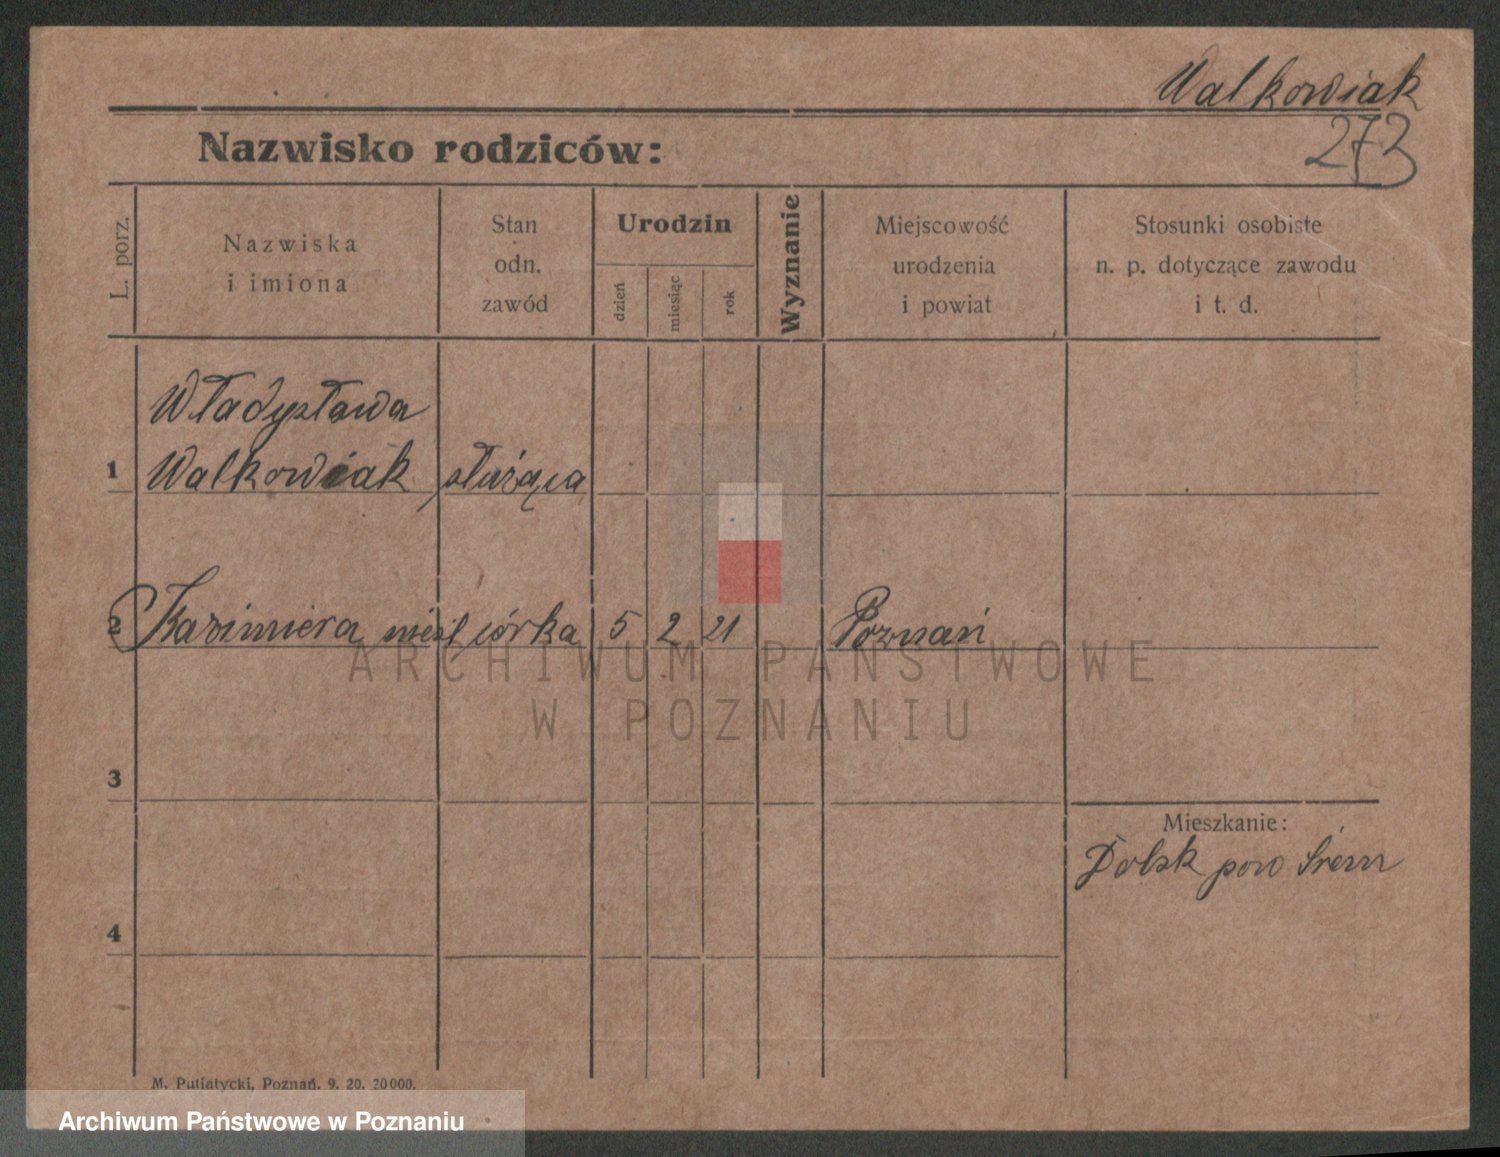 Walkowiak
273
Nazwisko rodziców:
L. porz.
Nazwiska
i imiona
Stan
odn.
zawód
Urodzin
dzień
miesiąc
rok
Wyznanie
Miejscowość
urodzenia
i powiat
Stosunki osobiste
n. p. dotyczące zawodu
i t. d.
Władysława
1 Walkowiak służąca
2 Kazimiera nieśl córka 5 2 21 Poznań
ARCHIWUM PAŃSTWOWE
W POZNANIU
3
Mieszkanie:
Dolsk pow Śrem
4
M. Putiatycki, Poznań. 9. 20. 20000.
Archiwum Państwowe w Poznaniu